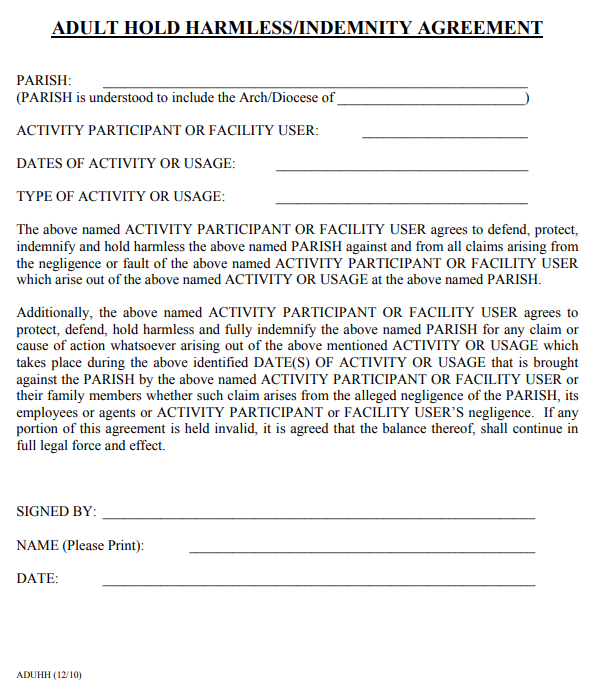 ADULT HOLD HARMLESS/INDEMNITY AGREEMENT
PARISH: ____________________________________________________________
(PARISH is understood to include the Arch/Diocese of __________________________)
ACTIVITY PARTICIPANT OR FACILITY USER: _______________________
DATES OF ACTIVITY OR USAGE: ___________________________________
TYPE OF ACTIVITY OR USAGE: ___________________________________
The above named ACTIVITY PARTICIPANT OR FACILITY USER agrees to defend, protect,
indemnify and hold harmless the above named PARISH against and from all claims arising from
the negligence or fault of the above named ACTIVITY PARTICIPANT OR FACILITY USER
which arise out of the above named ACTIVITY OR USAGE at the above named PARISH.
Additionally, the above named ACTIVITY PARTICIPANT OR FACILITY USER agrees to
protect, defend, hold harmless and fully indemnify the above named PARISH for any claim or
cause of action whatsoever arising out of the above mentioned ACTIVITY OR USAGE which
takes place during the above identified DATE(S) OF ACTIVITY OR USAGE that is brought
against the PARISH by the above named ACTIVITY PARTICIPANT OR FACILITY USER or
their family members whether such claim arises from the alleged negligence of the PARISH, its
employees or agents or ACTIVITY PARTICIPANT or FACILITY USER'S negligence. If any
portion of this agreement is held invalid, it is agreed that the balance thereof, shall continue in
full legal force and effect.
SIGNED BY: ____________________________________________________________
NAME (Please Print): ________________________________________________
DATE: ____________________________________________________________
ADUHH (12/10)